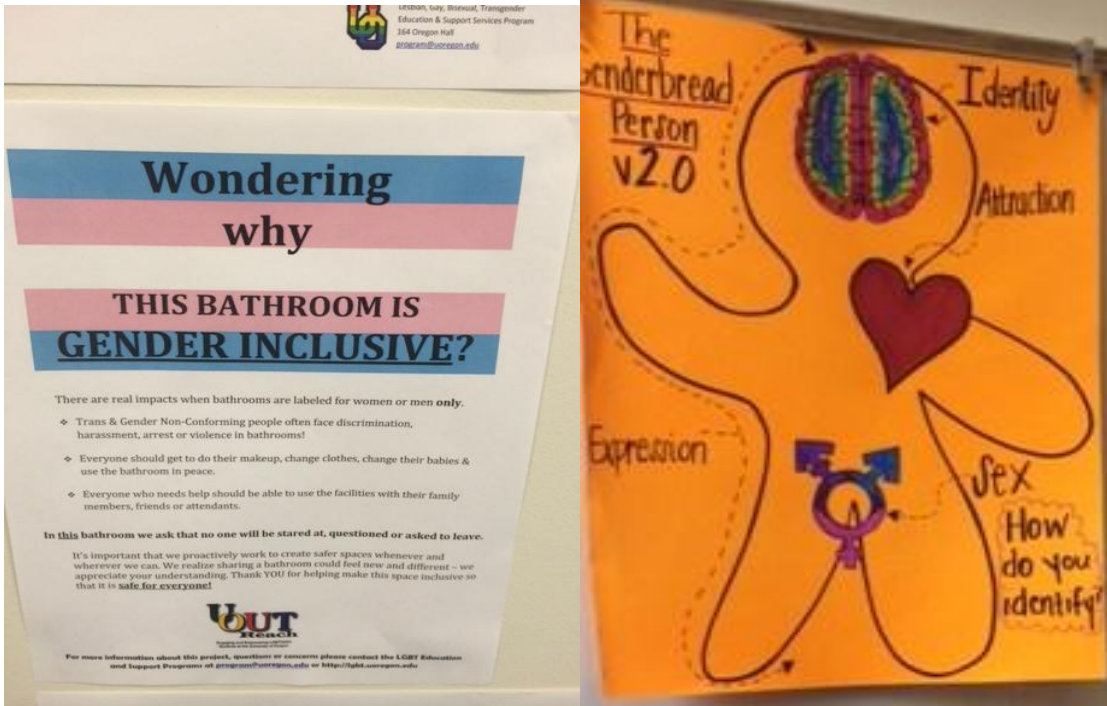 Lesbian, Gay, Bisexual, Transgender
Education & Support Services Program
164 Oregon Hall
program@uoregon.edu
Wondering
why
THIS BATHROOM IS
GENDER INCLUSIVE?
There are real impacts when bathrooms are labeled for women or men only.
❖ Trans & Gender Non-Conforming people often face discrimination,
harassment, arrest or violence in bathrooms!
❖ Everyone should get to do their makeup, change clothes, change their babies &
use the bathroom in peace.
❖ Everyone who needs help should be able to use the facilities with their family
members, friends or attendants.
In this bathroom we ask that no one will be stared at, questioned or asked to leave.
It's important that we proactively work to create safer spaces whenever and
wherever we can. We realize sharing a bathroom could feel new and different – we
appreciate your understanding. Thank YOU for helping make this space inclusive so
that it is safe for everyone!
UOUT
Reach
For more information about this project, questions or concerns please contact the LGBT Education
and Support Programs at program@uoregon.edu or http://lgbt.uoregon.edu
The
Genderbread
Person
v2.0
Identity
Attraction
Expression
Sex
How
do you
identify?